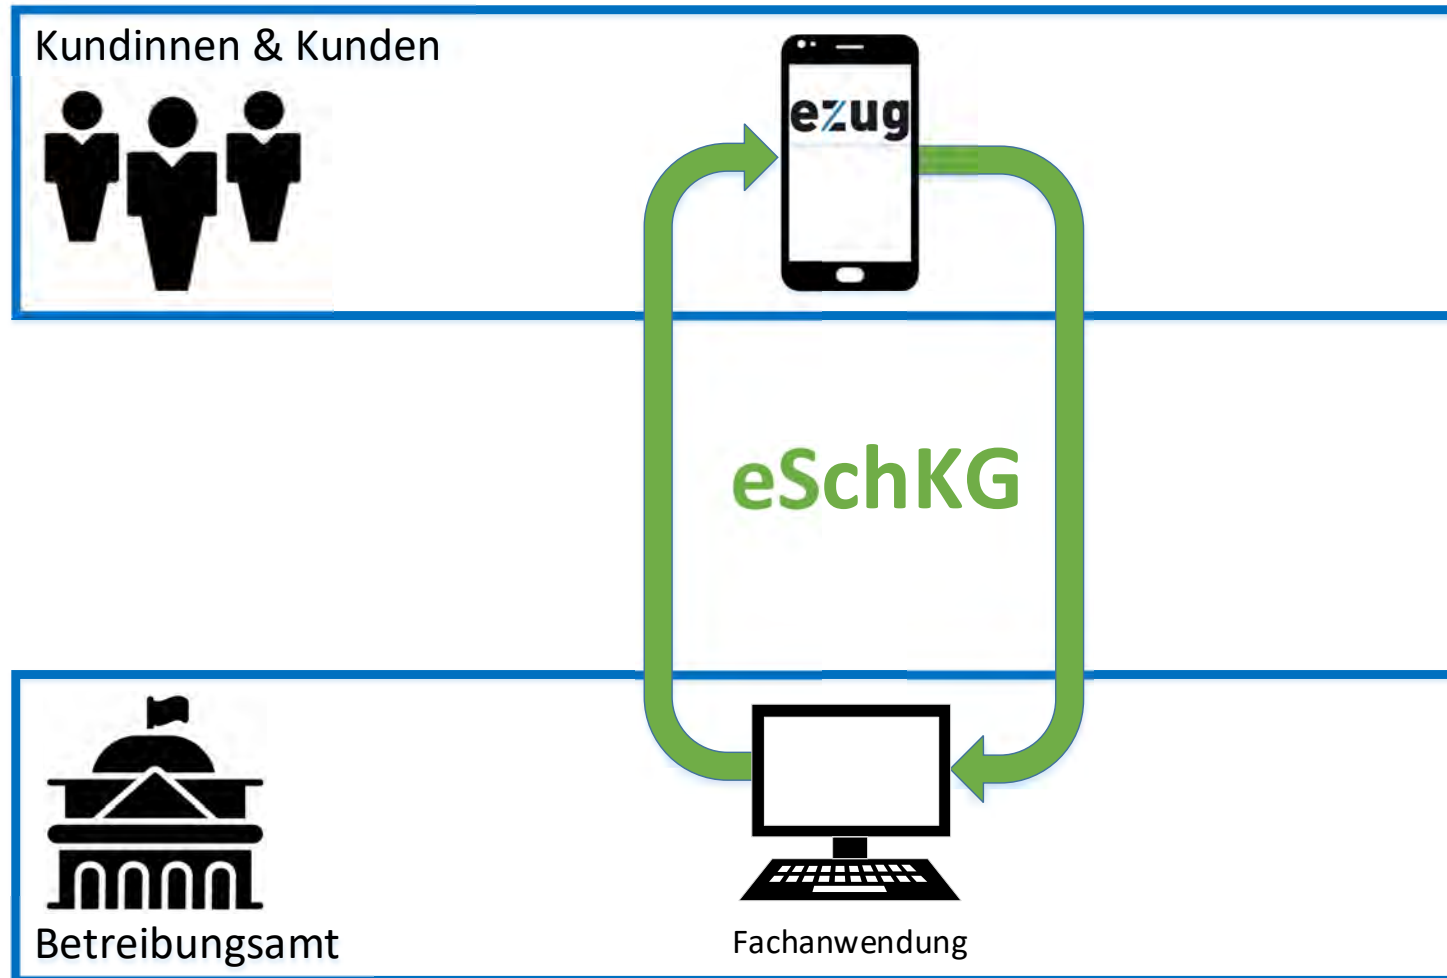 Kundinnen & Kunden
ezug
eSchKG
Betreibungsamt
Fachanwendung